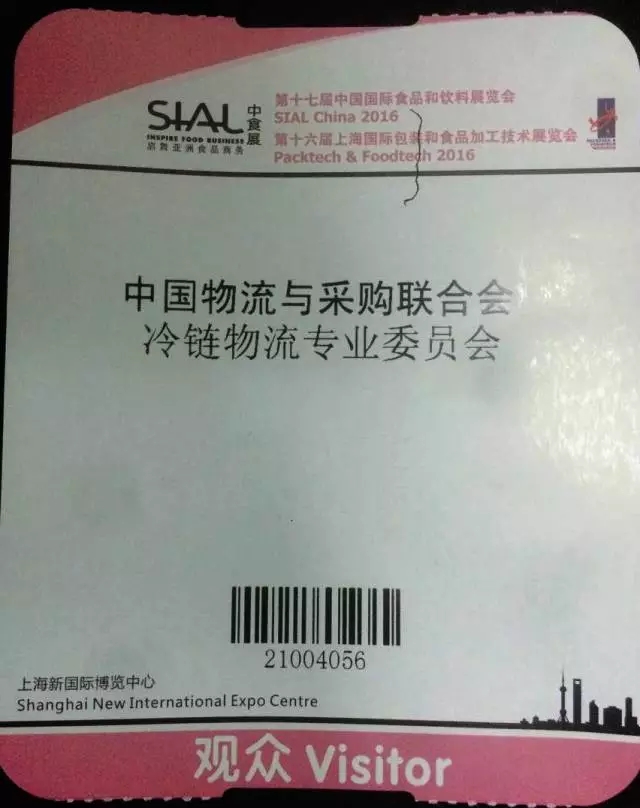 SIAL
中食展
INSPIRE FOOD BUSINESS
启敦亚洲食品商务
第十七届中国国际食品和饮料展览会
SIAL China 2016
第十六届上海国际包装和食品加工技术展览会
Packtech & Foodtech 2016
中国物流与采购联合会
冷链物流专业委员会
21004056
上海新国际博览中心
Shanghai New International Expo Centre
观众 Visitor